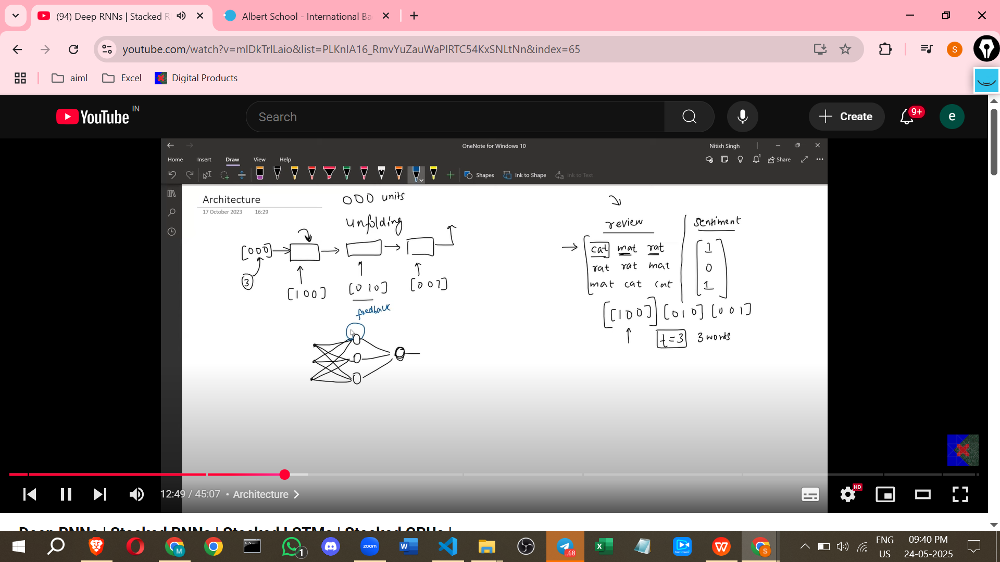 (94) Deep RNNs | Stacked R
Albert School - International Ba
youtube.com/watch?v=mlDkTrlLaio&list=PLKnIA16_RmvYuZauWaPlRTC54KxSNLtNn&index=65
S
aiml
Excel
Digital Products
YouTube IN
Search
Create
9+
e
OneNote for Windows 10
Nitish Singh
Home Insert Draw View Help
Share
Shapes
Ink to Shape
Ink to Text
Architecture
17 October 2023 16:29
000 units
unfolding
[000]
3
[100]
[010]
[001]
feedback
review
sentiment
cat mat rat
1
rat rat mat
0
mat cat cat
1
[[100]] [010] [001]
t=3 3 words
12:49 / 45:07 • Architecture
HD
Deep RNNs | Stacked RNNs | Stacked LSTMs | Stacked GRUs |
M
C:\
1
zoom
W
..68
X
W
S
ENG
US
09:40 PM
24-05-2025